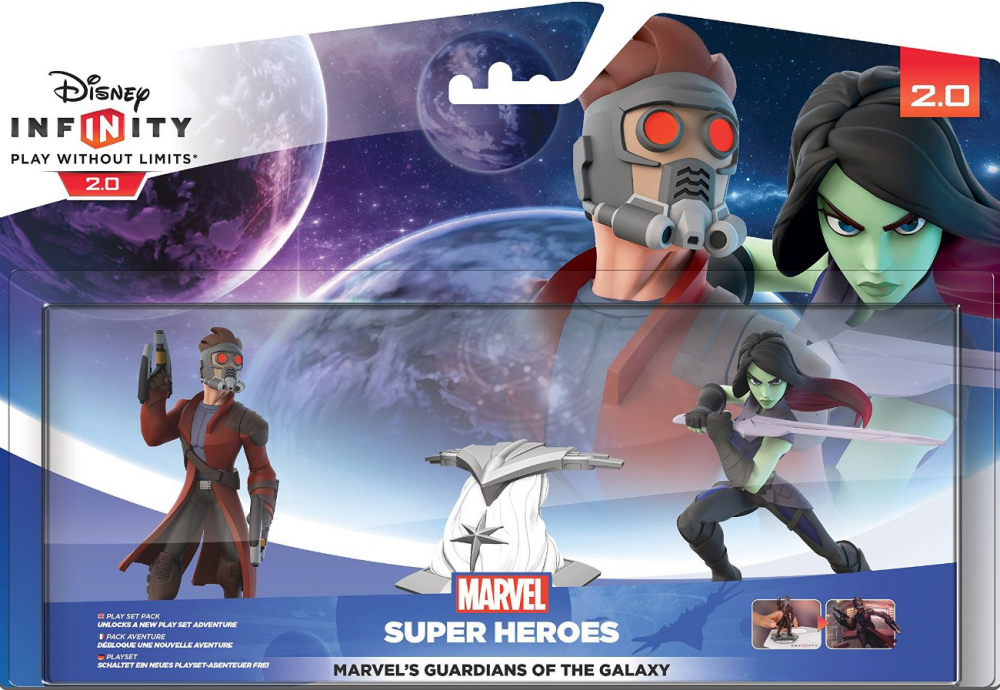 Disney
INFINITY
PLAY WITHOUT LIMITS
2.0
2.0
MARVEL
SUPER HEROES
MARVEL'S GUARDIANS OF THE GALAXY
PLAY SET PACK
UNLOCKS A NEW PLAY SET ADVENTURE
PACK AVENTURE
DÉBLOQUE UNE NOUVELLE AVENTURE
PLAYSET
SCHALTET EIN NEUES PLAYSET-ABENTEUER FREI